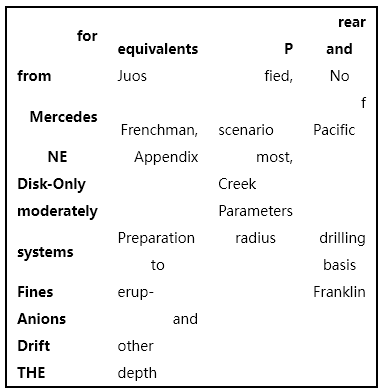 for equivalents P rear and
from Juos fied, No
Mercedes Frenchman, scenario f Pacific
NE Appendix most,
Disk-Only Creek
moderately Parameters
systems Preparation to radius drilling basis
Fines erup- Franklin
Anions and
Drift other
THE depth